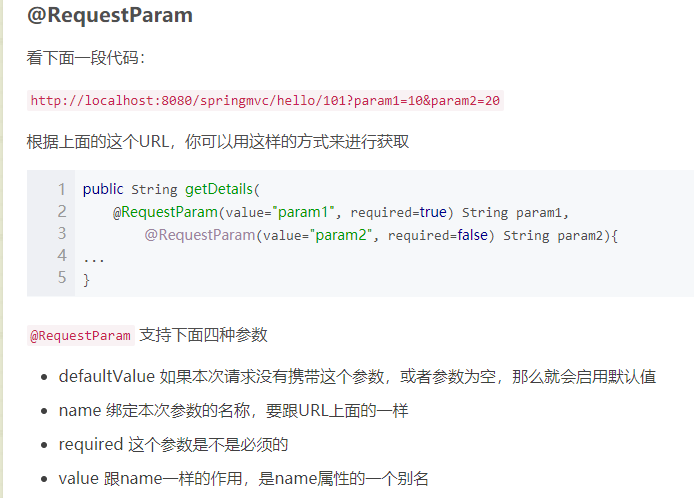 @RequestParam
看下面一段代码：
http://localhost:8080/springmvc/hello/101?param1=10&param2=20
根据上面的这个URL，你可以用这样的方式来进行获取
1 public String getDetails(
2 @RequestParam(value="param1", required=true) String param1,
3 @RequestParam(value="param2", required=false) String param2){
4 ...
5 }
@RequestParam 支持下面四种参数
• defaultValue 如果本次请求没有携带这个参数，或者参数为空，那么就会启用默认值
• name 绑定本次参数的名称，要跟URL上面的一样
• required 这个参数是不是必须的
• value 跟name一样的作用，是name属性的一个别名